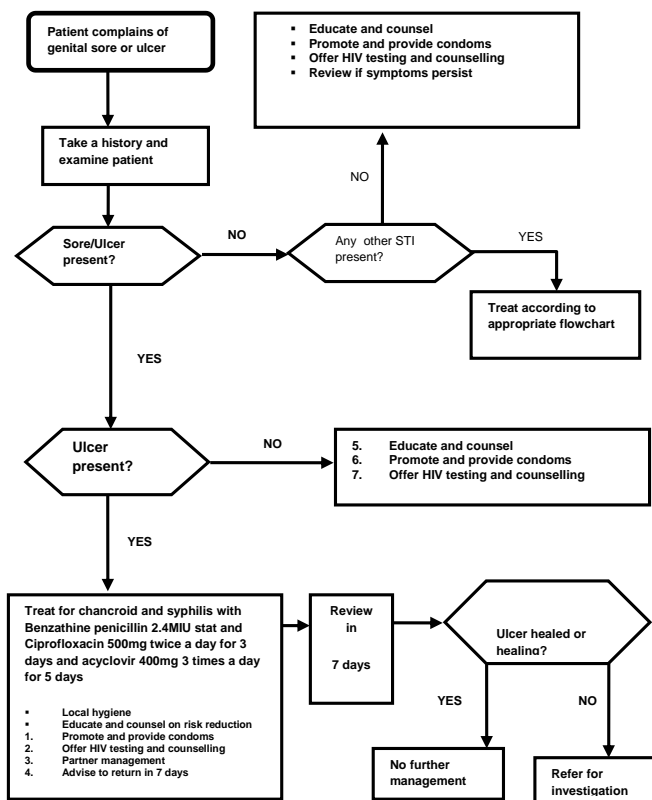 Patient complains of
genital sore or ulcer
▪ Educate and counsel
▪ Promote and provide condoms
▪ Offer HIV testing and counselling
▪ Review if symptoms persist
Take a history and
examine patient
NO
Sore/Ulcer
present?
NO
Any other STI
present?
YES
Treat according to
appropriate flowchart
YES
Ulcer
present?
NO
5. Educate and counsel
6. Promote and provide condoms
7. Offer HIV testing and counselling
YES
Treat for chancroid and syphilis with
Benzathine penicillin 2.4MIU stat and
Ciprofloxacin 500mg twice a day for 3
days and acyclovir 400mg 3 times a day
for 5 days
▪ Local hygiene
▪ Educate and counsel on risk reduction
1. Promote and provide condoms
2. Offer HIV testing and counselling
3. Partner management
4. Advise to return in 7 days
Review
in
7 days
Ulcer healed or
healing?
YES
NO
No further
management
Refer for
investigation